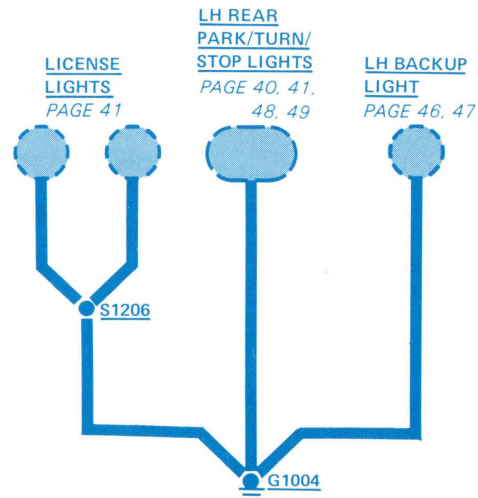 LICENSE
LIGHTS
PAGE 41
LH REAR
PARK/TURN/
STOP LIGHTS
PAGE 40, 41,
48, 49
LH BACKUP
LIGHT
PAGE 46, 47
S1206
G1004